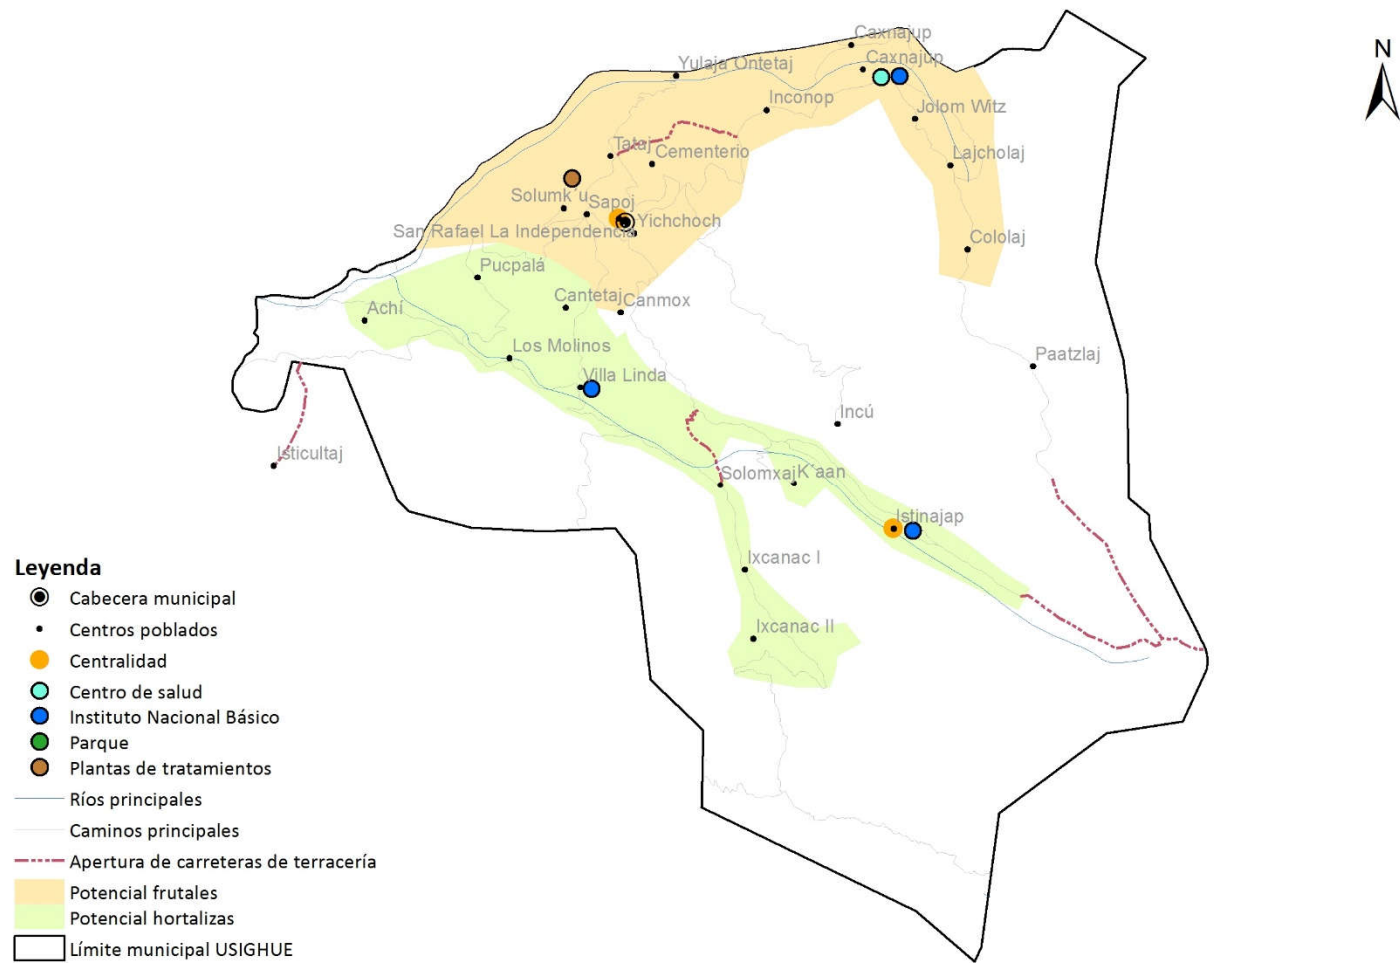 N
Caxnajup
Yulaja Ontetaj
Caxnajup
Inconop
Jolom Witz
Tataj
Cementerio
Lajcholaj
Solumk´u
Sapoj
Yichchoch
San Rafael La Independencia
Cololaj
Pucpalá
Cantetaj
Canmox
Achí
Los Molinos
Paatzlaj
Villa Linda
Incú
Isticultaj
Solomxaj
K´aan
Istinajap
Ixcanac I
Ixcanac II
Leyenda
Cabecera municipal
Centros poblados
Centralidad
Centro de salud
Instituto Nacional Básico
Parque
Plantas de tratamientos
Ríos principales
Caminos principales
Apertura de carreteras de terracería
Potencial frutales
Potencial hortalizas
Límite municipal USIGHUE